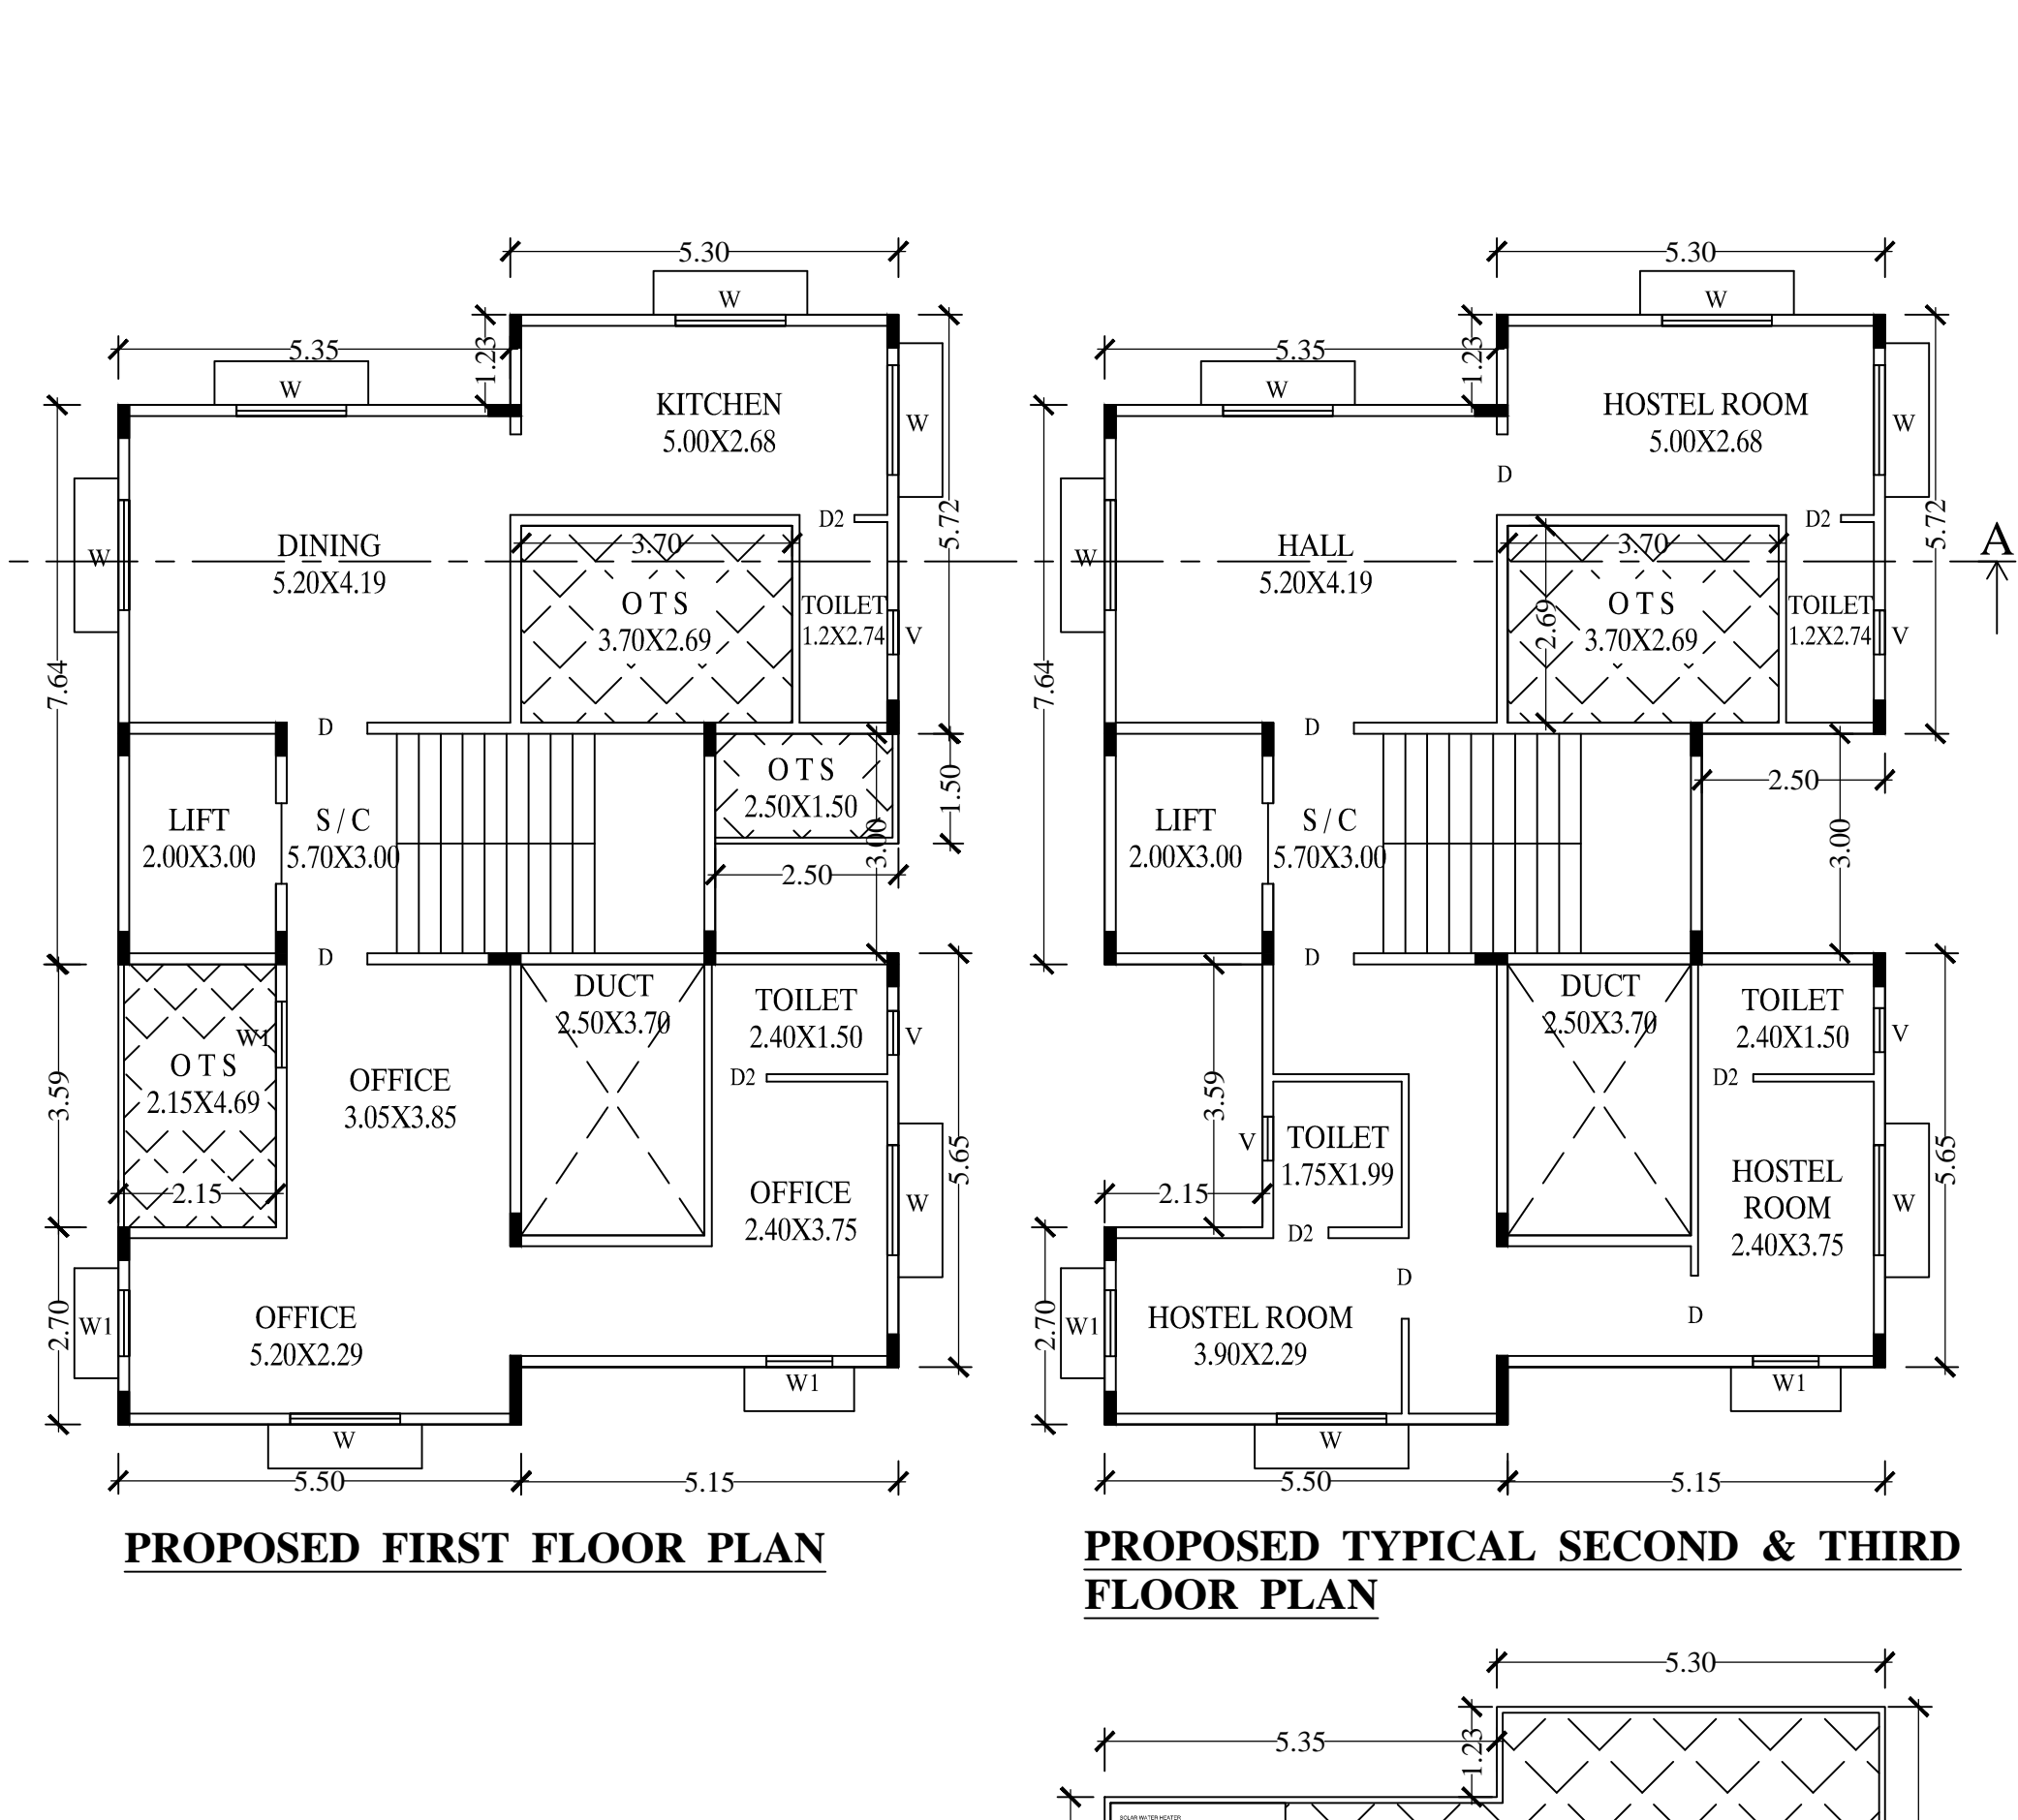 5.30
W
5.35
1.23
W
KITCHEN
5.00X2.68
W
D2
5.72
W
DINING
5.20X4.19
3.70
O T S
3.70X2.69
TOILET
1.2X2.74
V
7.64
D
O T S
2.50X1.50
1.50
LIFT
2.00X3.00
S / C
5.70X3.00
3.00
2.50
D
DUCT
2.50X3.70
TOILET
2.40X1.50
V
W1
O T S
2.15X4.69
OFFICE
3.05X3.85
D2
3.59
2.15
OFFICE
2.40X3.75
W
5.65
OFFICE
5.20X2.29
W1
2.70
W1
W
5.50
5.15
PROPOSED FIRST FLOOR PLAN
5.30
W
5.35
1.23
W
HOSTEL ROOM
5.00X2.68
W
D
D2
5.72
A
W
HALL
5.20X4.19
3.70
2.69
O T S
3.70X2.69
TOILET
1.2X2.74
V
7.64
D
2.50
LIFT
2.00X3.00
S / C
5.70X3.00
3.00
D
DUCT
2.50X3.70
TOILET
2.40X1.50
V
D2
3.59
V
TOILET
1.75X1.99
2.15
D2
HOSTEL
ROOM
2.40X3.75
W
5.65
D
D
HOSTEL ROOM
3.90X2.29
W1
2.70
W1
W
5.50
5.15
PROPOSED TYPICAL SECOND & THIRD
FLOOR PLAN
5.30
5.35
1.23
SOLAR WATER HEATER